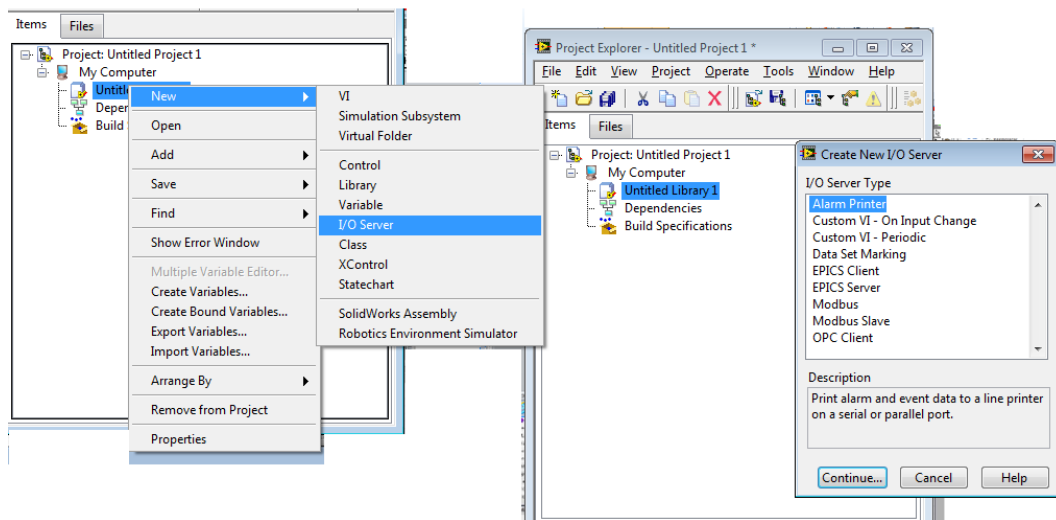 Items Files
Project: Untitled Project 1
My Computer
Untitl
Depen
Build S
New
Open
Add
Save
Find
Show Error Window
Multiple Variable Editor...
Create Variables...
Create Bound Variables...
Export Variables...
Import Variables...
Arrange By
Remove from Project
Properties
VI
Simulation Subsystem
Virtual Folder
Control
Library
Variable
I/O Server
Class
XControl
Statechart
SolidWorks Assembly
Robotics Environment Simulator
Project Explorer - Untitled Project 1 *
File Edit View Project Operate Tools Window Help
Items Files
Project: Untitled Project 1
My Computer
Untitled Library 1
Dependencies
Build Specifications
Create New I/O Server
I/O Server Type
Alarm Printer
Custom VI - On Input Change
Custom VI - Periodic
Data Set Marking
EPICS Client
EPICS Server
Modbus
Modbus Slave
OPC Client
Description
Print alarm and event data to a line printer
on a serial or parallel port.
Continue... Cancel Help